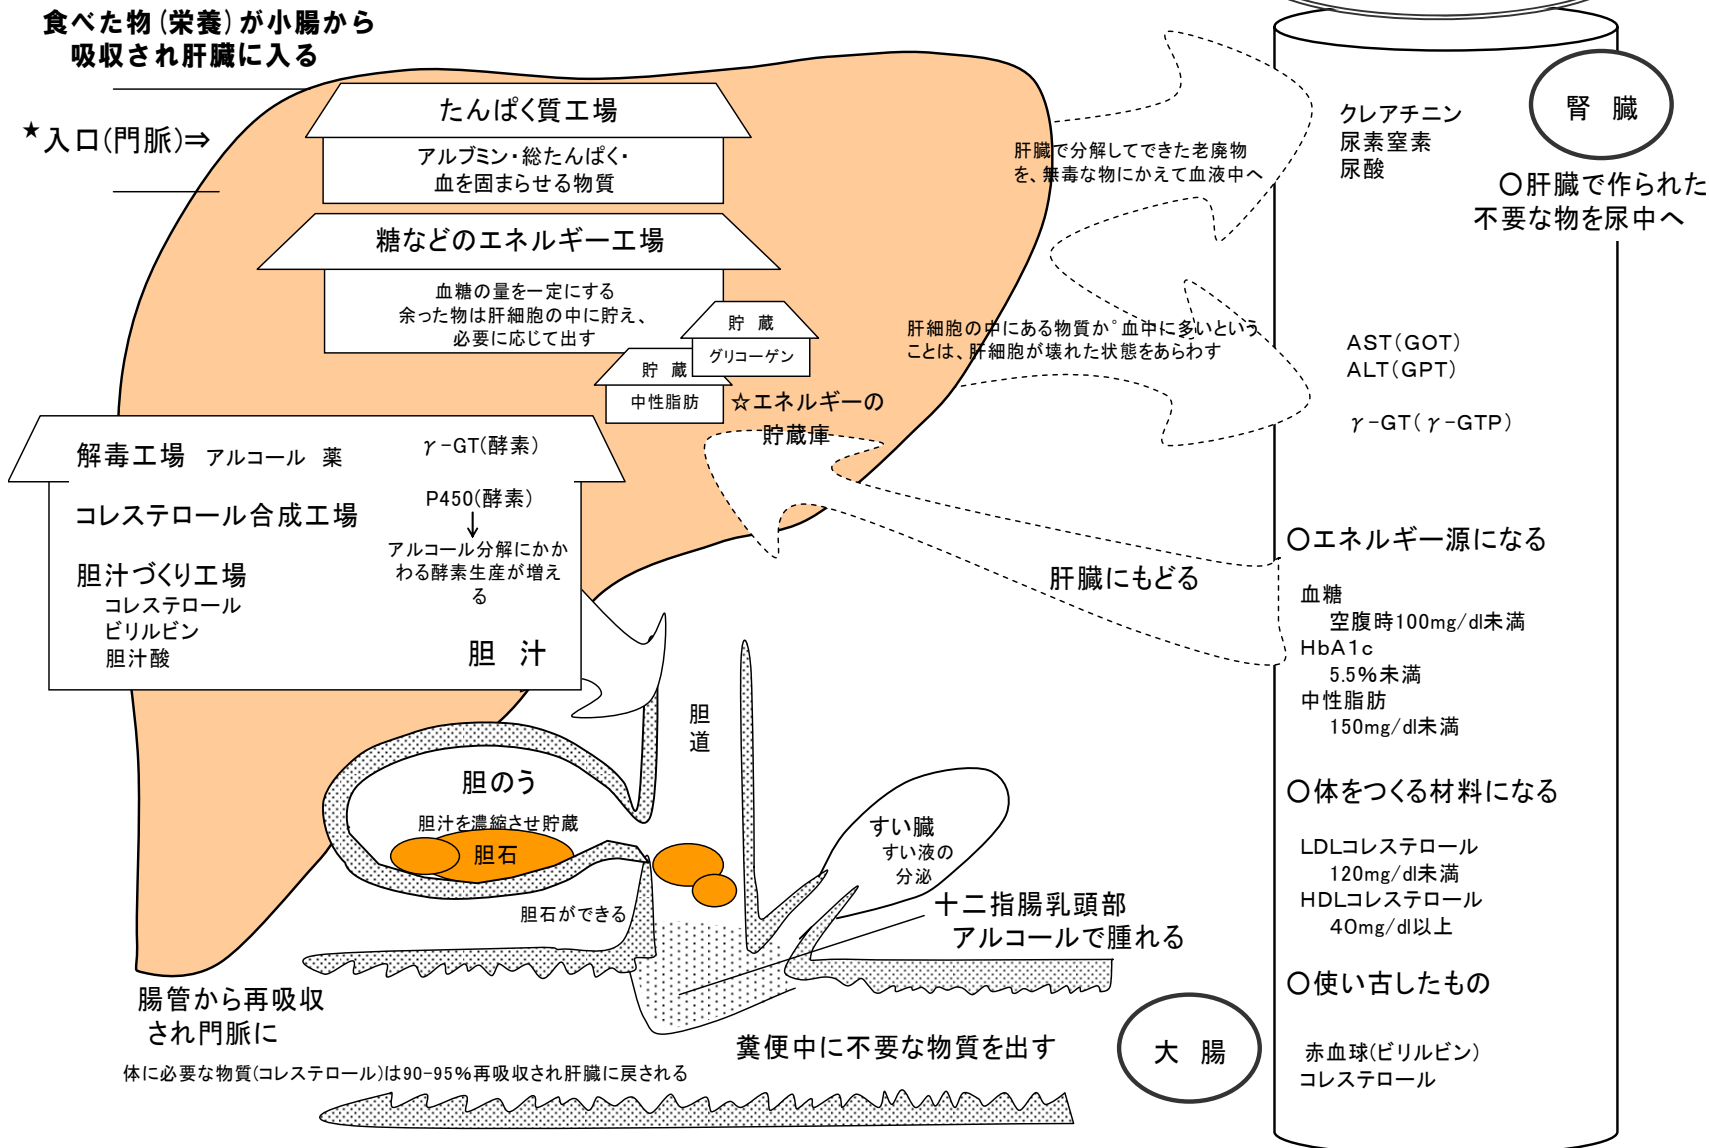 食べた物(栄養)が小腸から
吸収され肝臓に入る
★入口(門脈)⇒
たんぱく質工場
アルブミン・総たんぱく・
血を固まらせる物質
糖などのエネルギー工場
血糖の量を一定にする
余った物は肝細胞の中に貯え、
必要に応じて出す
貯 蔵
グリコーゲン
貯 蔵
中性脂肪
☆エネルギーの
貯蔵庫
解毒工場 アルコール 薬
γ-GT(酵素)
P450(酵素)
↓
アルコール分解にかか
わる酵素生産が増え
る
コレステロール合成工場
胆汁づくり工場
コレステロール
ビリルビン
胆汁酸
胆 汁
肝臓で分解してできた老廃物
を、無毒な物にかえて血液中へ
肝細胞の中にある物質か゜血中に多いという
ことは、肝細胞が壊れた状態をあらわす
肝臓にもどる
クレアチニン
尿素窒素
尿酸
腎 臓
〇肝臓で作られた
不要な物を尿中へ
AST(GOT)
ALT(GPT)
γ-GT(γ-GTP)
〇エネルギー源になる
血糖
空腹時100mg/dl未満
HbA1c
5.5%未満
中性脂肪
150mg/dl未満
〇体をつくる材料になる
LDLコレステロール
120mg/dl未満
HDLコレステロール
40mg/dl以上
〇使い古したもの
赤血球(ビリルビン)
コレステロール
胆
道
胆のう
胆汁を濃縮させ貯蔵
胆石
胆石ができる
すい臓
すい液の
分泌
十二指腸乳頭部
アルコールで腫れる
腸管から再吸収
され門脈に
糞便中に不要な物質を出す
大 腸
体に必要な物質(コレステロール)は90-95%再吸収され肝臓に戻される